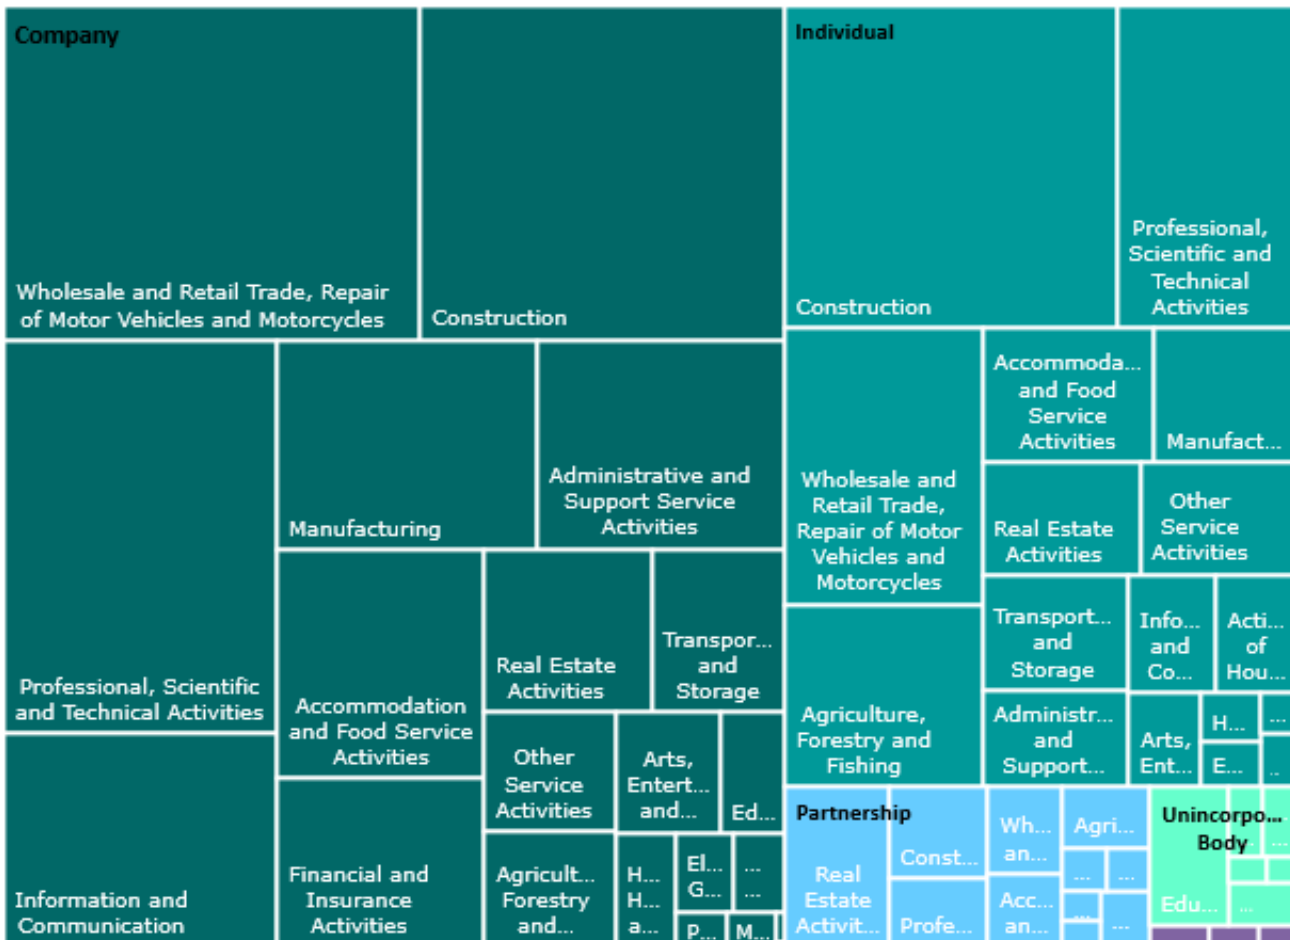 Company
Wholesale and Retail Trade, Repair
of Motor Vehicles and Motorcycles
Construction
Professional, Scientific
and Technical Activities
Manufacturing
Administrative and
Support Service
Activities
Information and
Communication
Accommodation
and Food Service
Activities
Financial and
Insurance
Activities
Real Estate
Activities
Transpor...
and
Storage
Other
Service
Activities
Arts,
Entert...
and...
Ed...
Agricult...
Forestry
and...
H...
H...
a...
El...
G...
...
...
P...
M...
Individual
Construction
Professional,
Scientific and
Technical
Activities
Wholesale and
Retail Trade,
Repair of Motor
Vehicles and
Motorcycles
Agriculture,
Forestry and
Fishing
Accommoda...
and Food
Service
Activities
Manufact...
Real Estate
Activities
Other
Service
Activities
Transport...
and
Storage
Info...
and
Co...
Acti...
of
Hou...
Administr...
and
Support...
Arts,
Ent...
H...
E...
...
..
Partnership
Real
Estate
Activit...
Const...
Profe...
Wh...
an...
Acc...
an...
Agri...
...
...
...
...
Unincorpo...
Body
Edu...
...
...